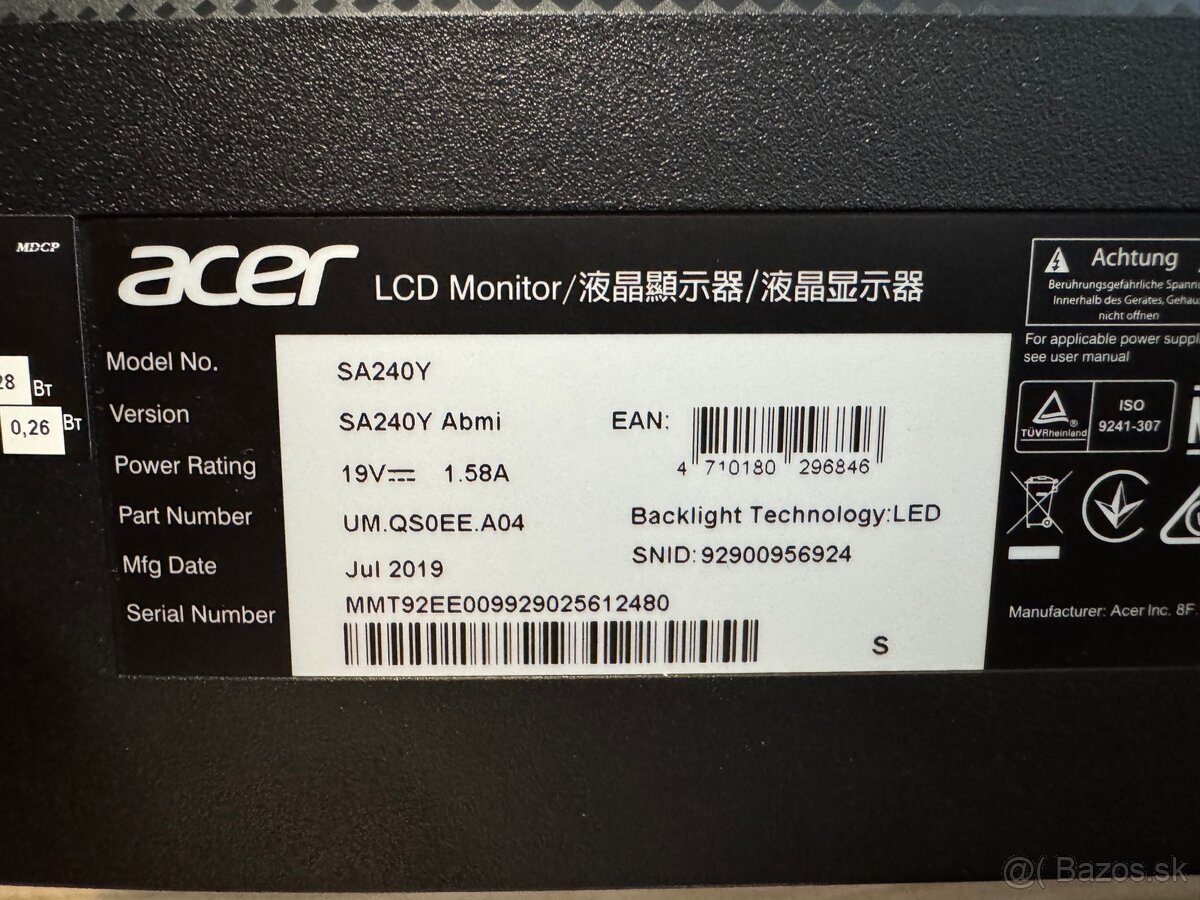 MDCP
28 Вт
0,26 Вт
acer LCD Monitor/液晶顯示器/液晶显示器
Model No. SA240Y
Version SA240Y Abmi EAN:
4 710180 296846
Power Rating 19V 1.58A
Part Number UM.QS0EE.A04 Backlight Technology:LED
SNID: 92900956924
Mfg Date Jul 2019
Serial Number MMT92EE009929025612480
S
Achtung
Berührungsgefährliche
Innerhalb des Gerätes,
nicht öffnen
For applicable power
see user manual
TÜVRheinland ISO
9241-307
Manufacturer: Acer Inc. 8F
@( Bazos.sk